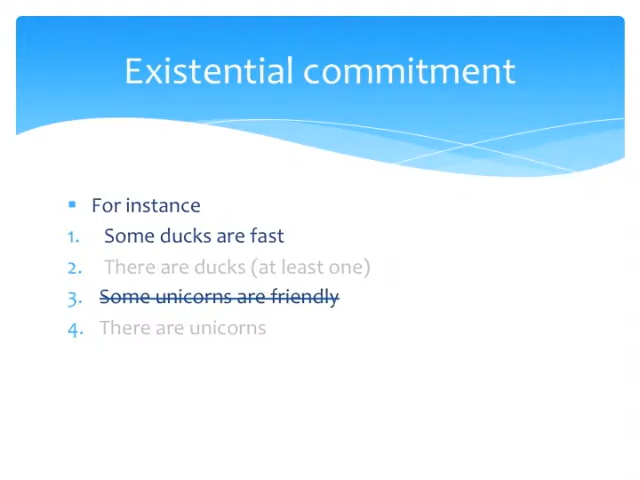 Existential commitment
▪ For instance
1. Some ducks are fast
2. There are ducks (at least one)
3. Some unicorns are friendly
4. There are unicorns